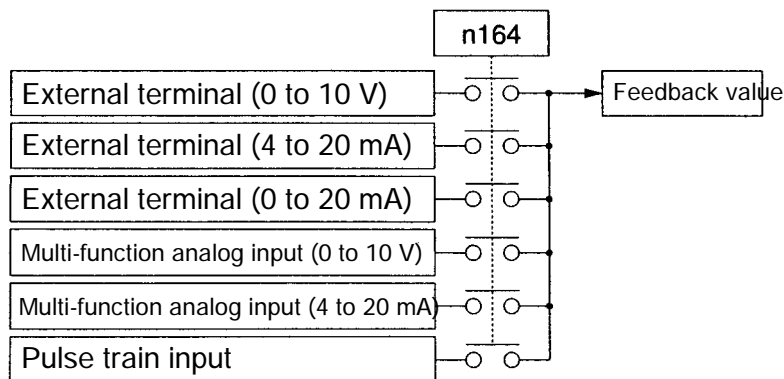 n164
External terminal (0 to 10 V)
Feedback value
External terminal (4 to 20 mA)
External terminal (0 to 20 mA)
Multi-function analog input (0 to 10 V)
Multi-function analog input (4 to 20 mA)
Pulse train input